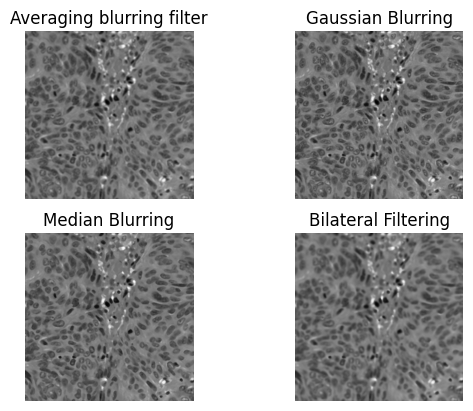 Averaging blurring filter
Gaussian Blurring
Median Blurring
Bilateral Filtering